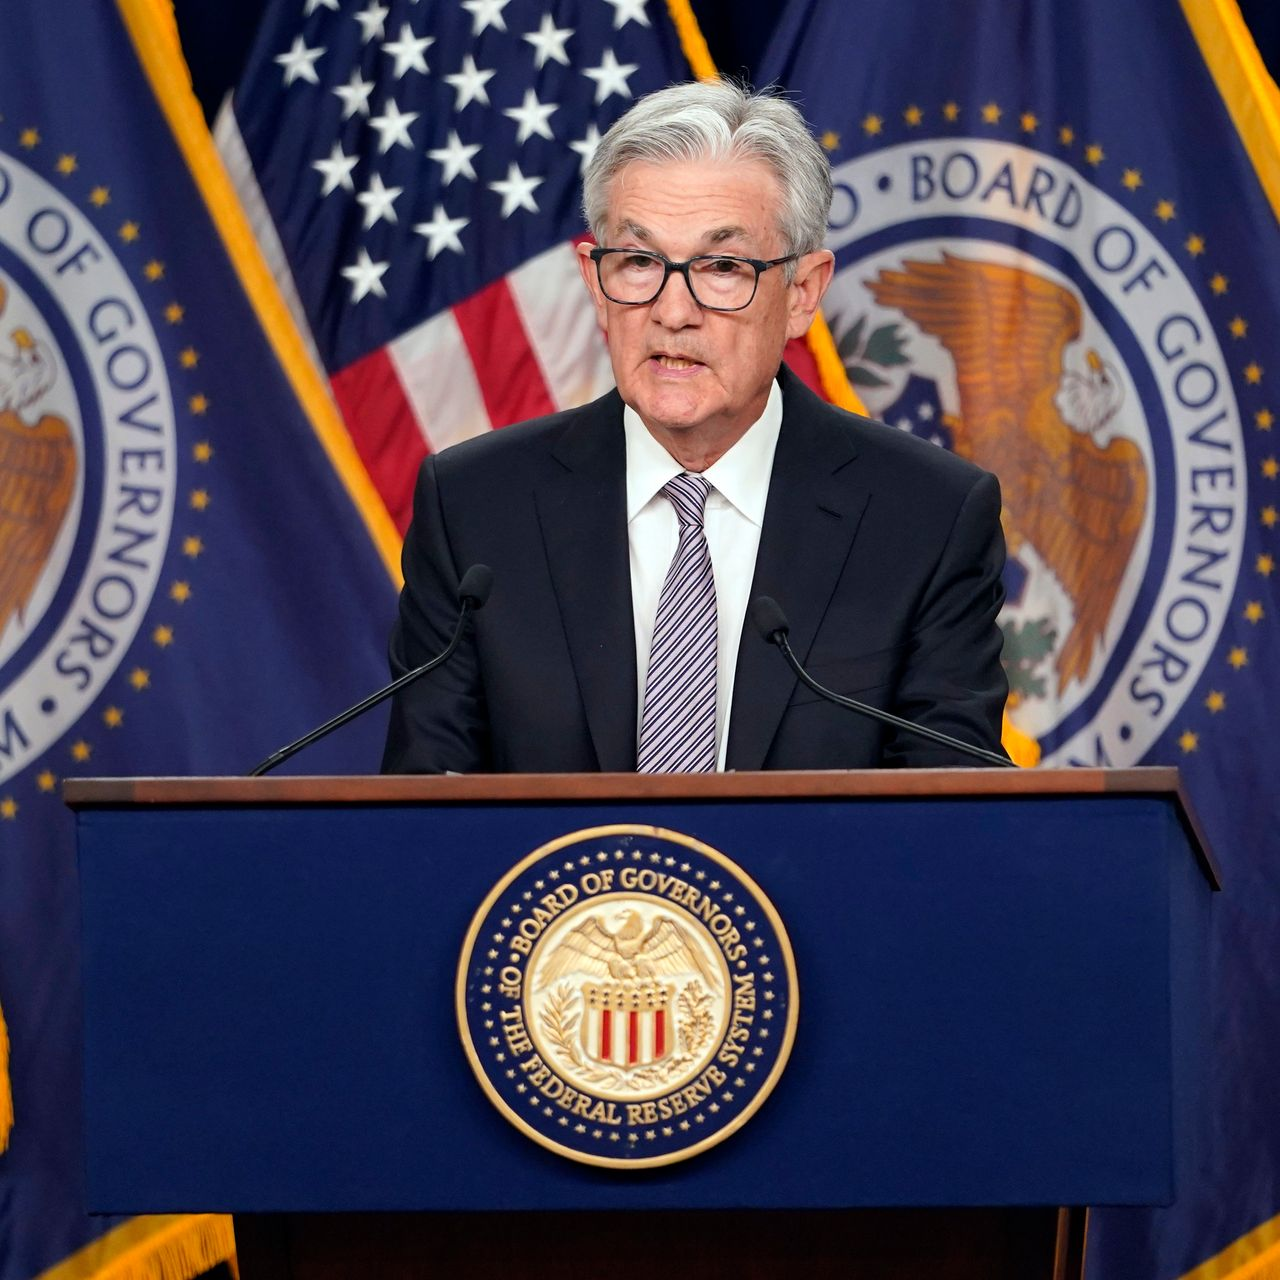 D OF GOVERNORS •
M
• BOARD OF GOVERNORS •
BOARD OF GOVERNORS
• OF THE FEDERAL RESERVE SYSTEM •